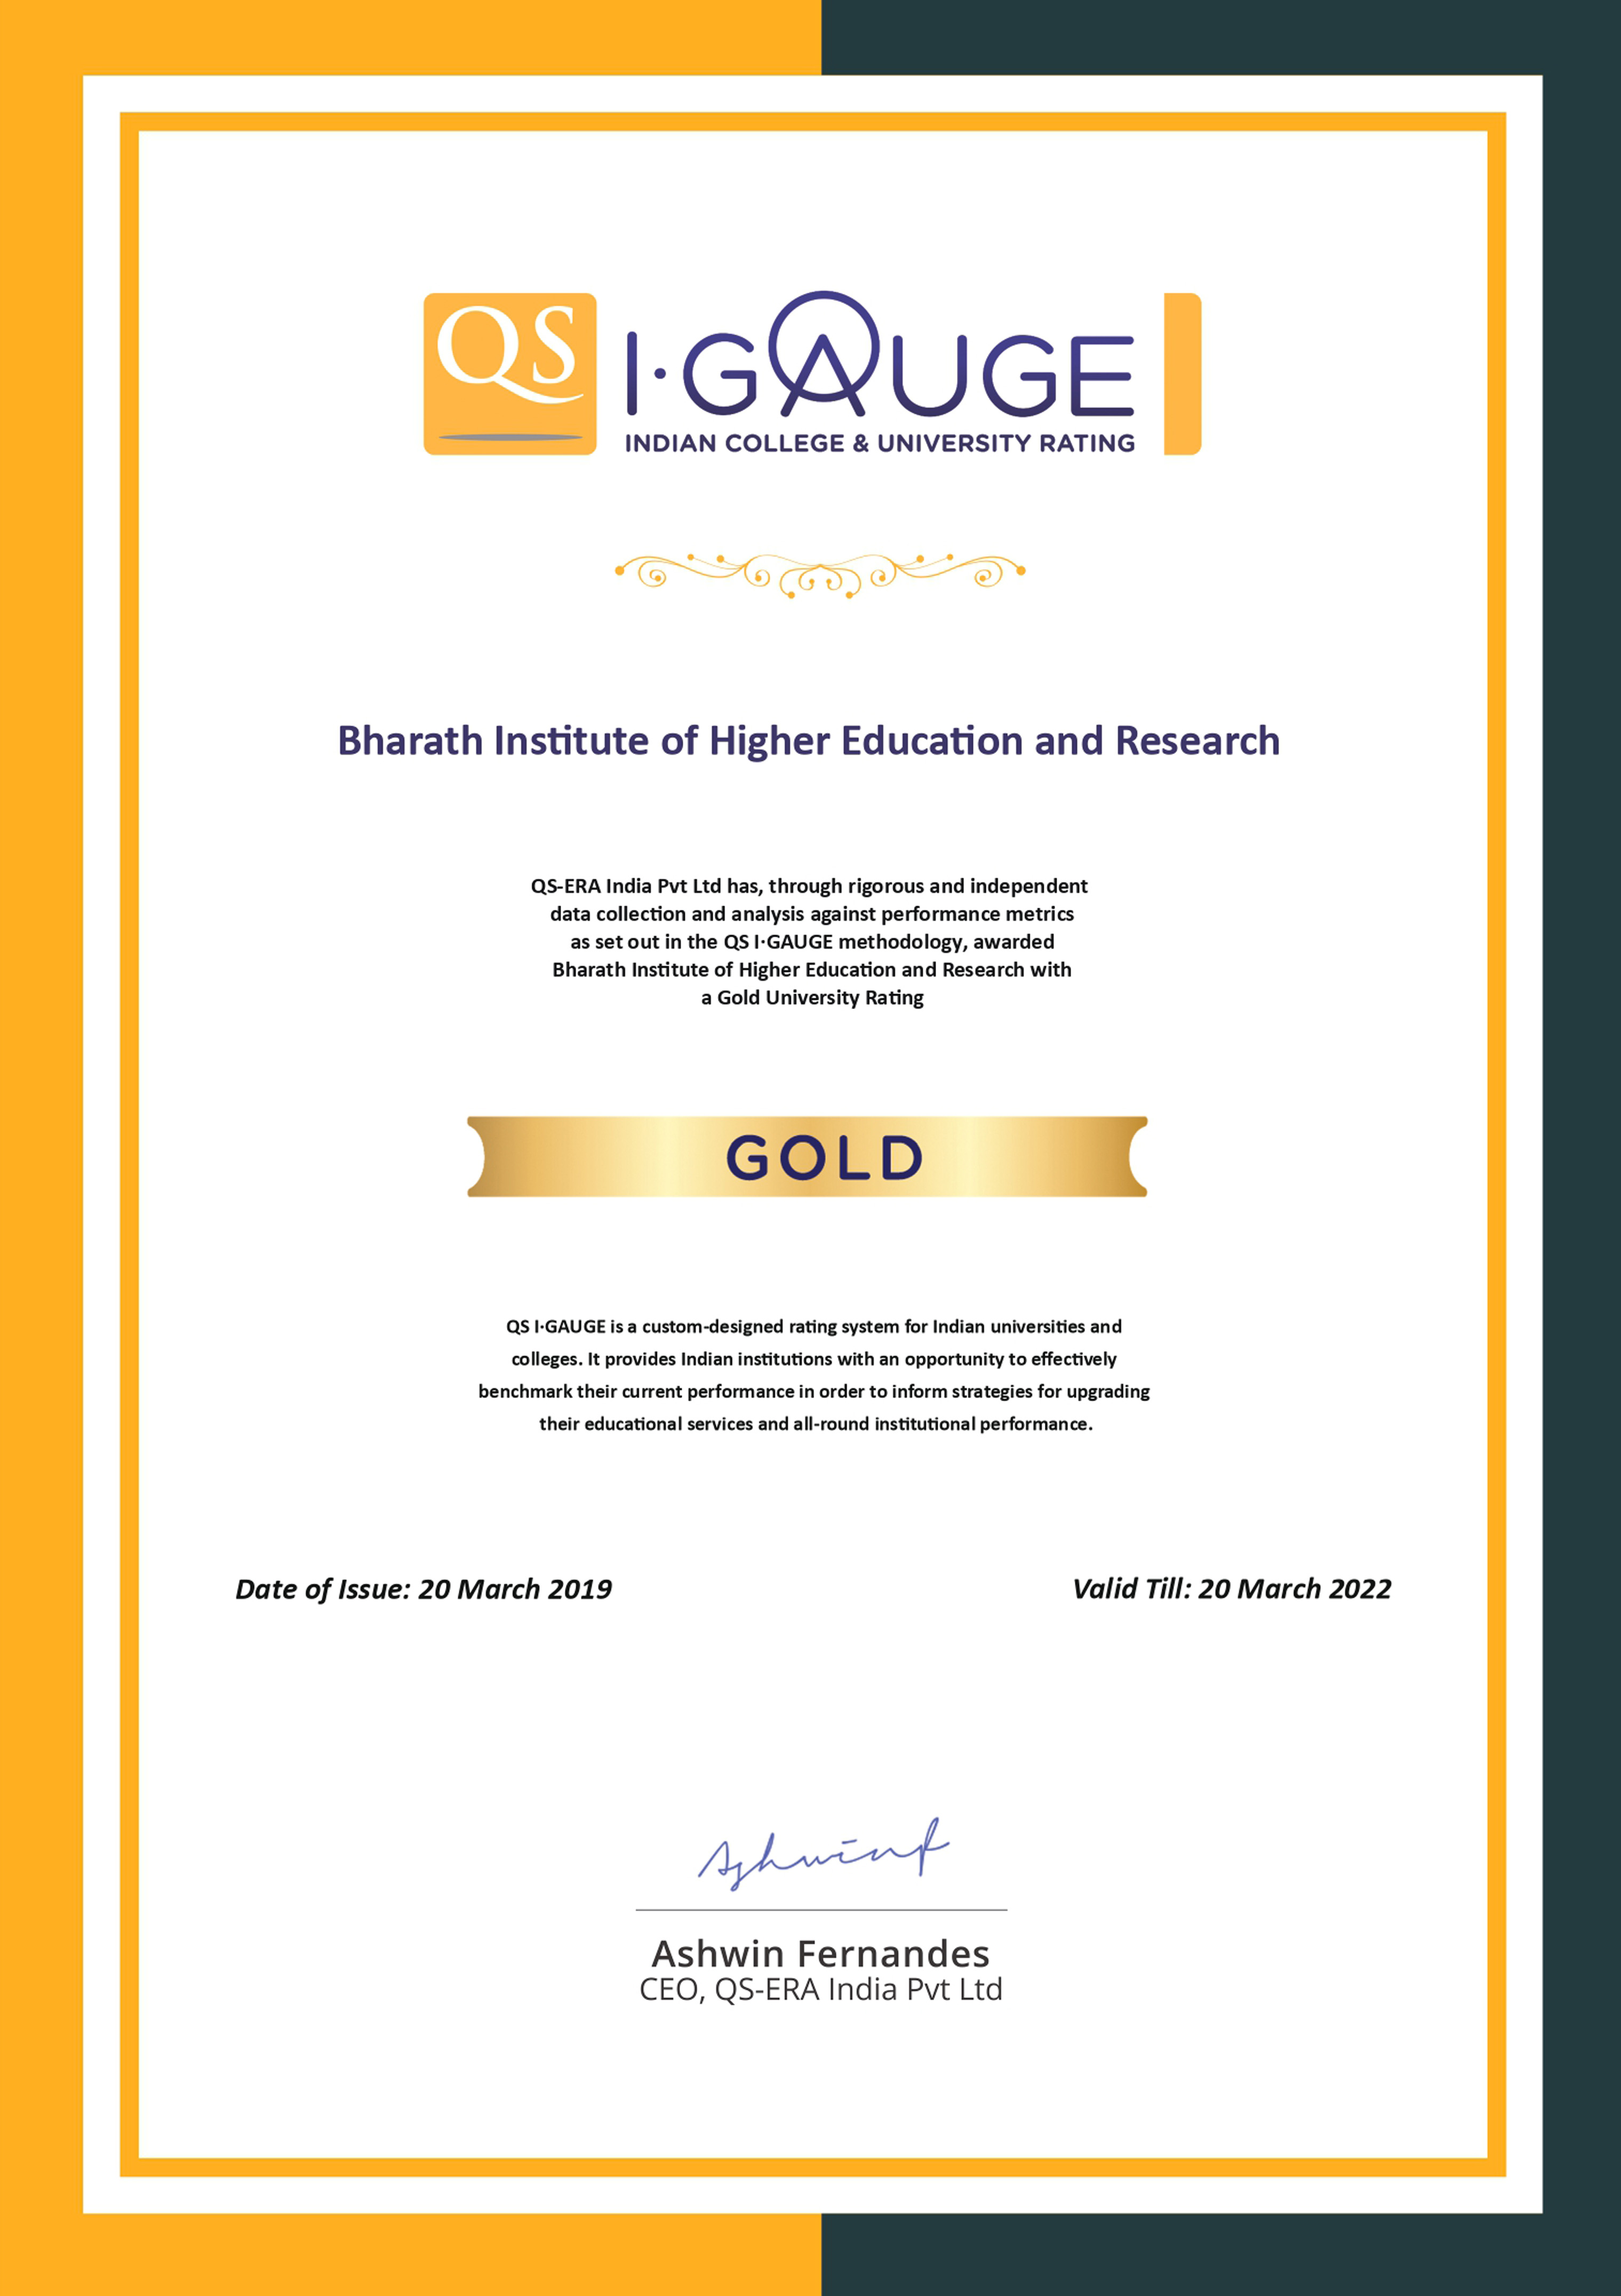 QS
I·GAUGE
INDIAN COLLEGE & UNIVERSITY RATING
Bharath Institute of Higher Education and Research
QS-ERA India Pvt Ltd has, through rigorous and independent
data collection and analysis against performance metrics
as set out in the QS I·GAUGE methodology, awarded
Bharath Institute of Higher Education and Research with
a Gold University Rating
GOLD
QS I·GAUGE is a custom-designed rating system for Indian universities and
colleges. It provides Indian institutions with an opportunity to effectively
benchmark their current performance in order to inform strategies for upgrading
their educational services and all-round institutional performance.
Date of Issue: 20 March 2019
Valid Till: 20 March 2022
Ashwinf
Ashwin Fernandes
CEO, QS-ERA India Pvt Ltd